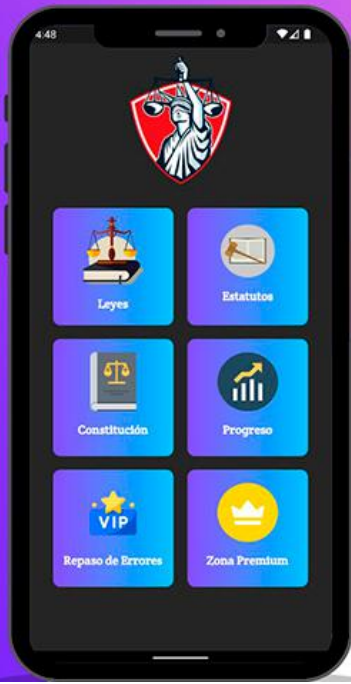 4:48
Leyes
Estatutos
Constitución
Progreso
VIP
Repaso de Errores
Zona Premium